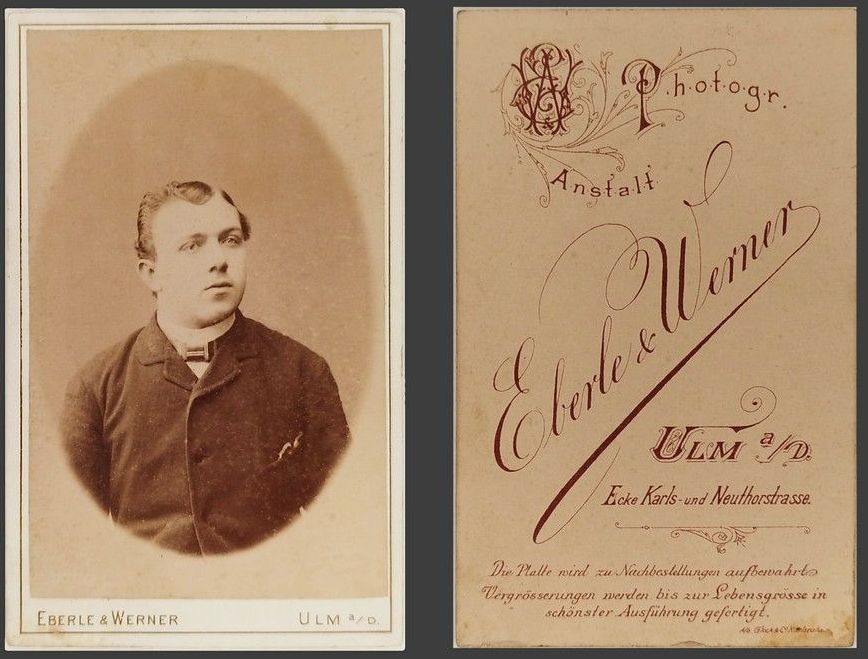 EBERLE & WERNER
ULM a/D.
Photogr.
Anstalt
Eberle & Werner
ULM a/D.
Ecke Karls- und Neuthorstrasse.
Die Platte wird zu Nachbestellungen aufbewahrt
Vergrösserungen werden bis zur Lebensgrösse in
schönster Ausführung gefertigt.